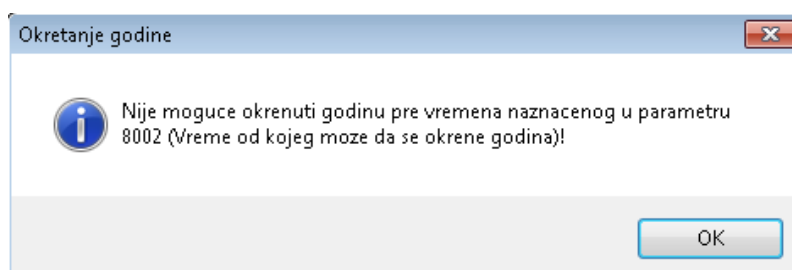 Okretanje godine
Nije moguce okrenuti godinu pre vremena naznacenog u parametru
8002 (Vreme od kojeg moze da se okrene godina)!
OK